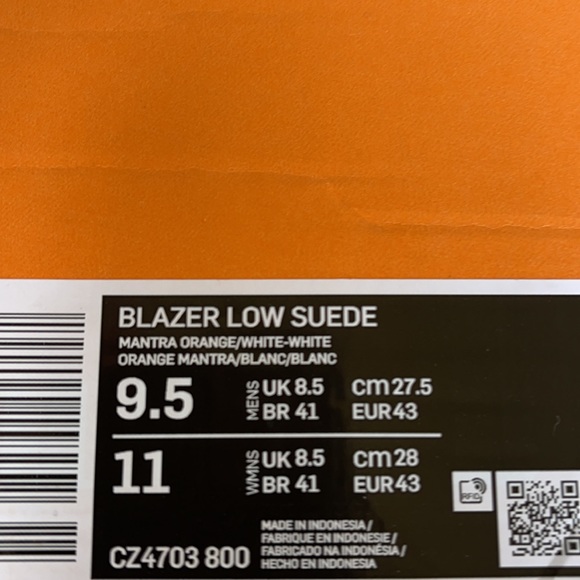 BLAZER LOW SUEDE
MANTRA ORANGE/WHITE-WHITE
ORANGE MANTRA/BLANC/BLANC
9.5 MENS UK 8.5 cm 27.5
BR 41 EUR 43
11 WMNS UK 8.5 cm 28
BR 41 EUR 43
RFID
CZ4703 800
MADE IN INDONESIA /
FABRIQUE EN INDONESIE /
FABRICADO NA INDONÉSIA /
HECHO EN INDONESIA